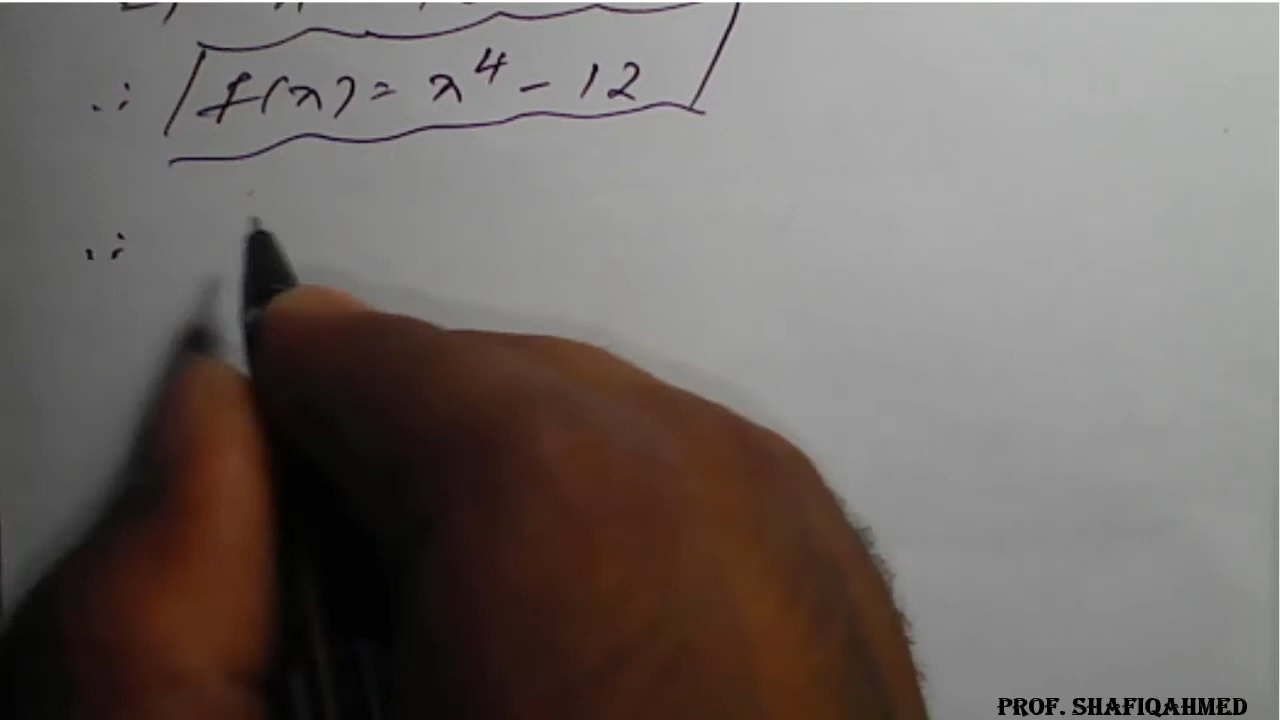 ∴ f(x) = x⁴ - 12
∴
PROF. SHAFIQAHMED